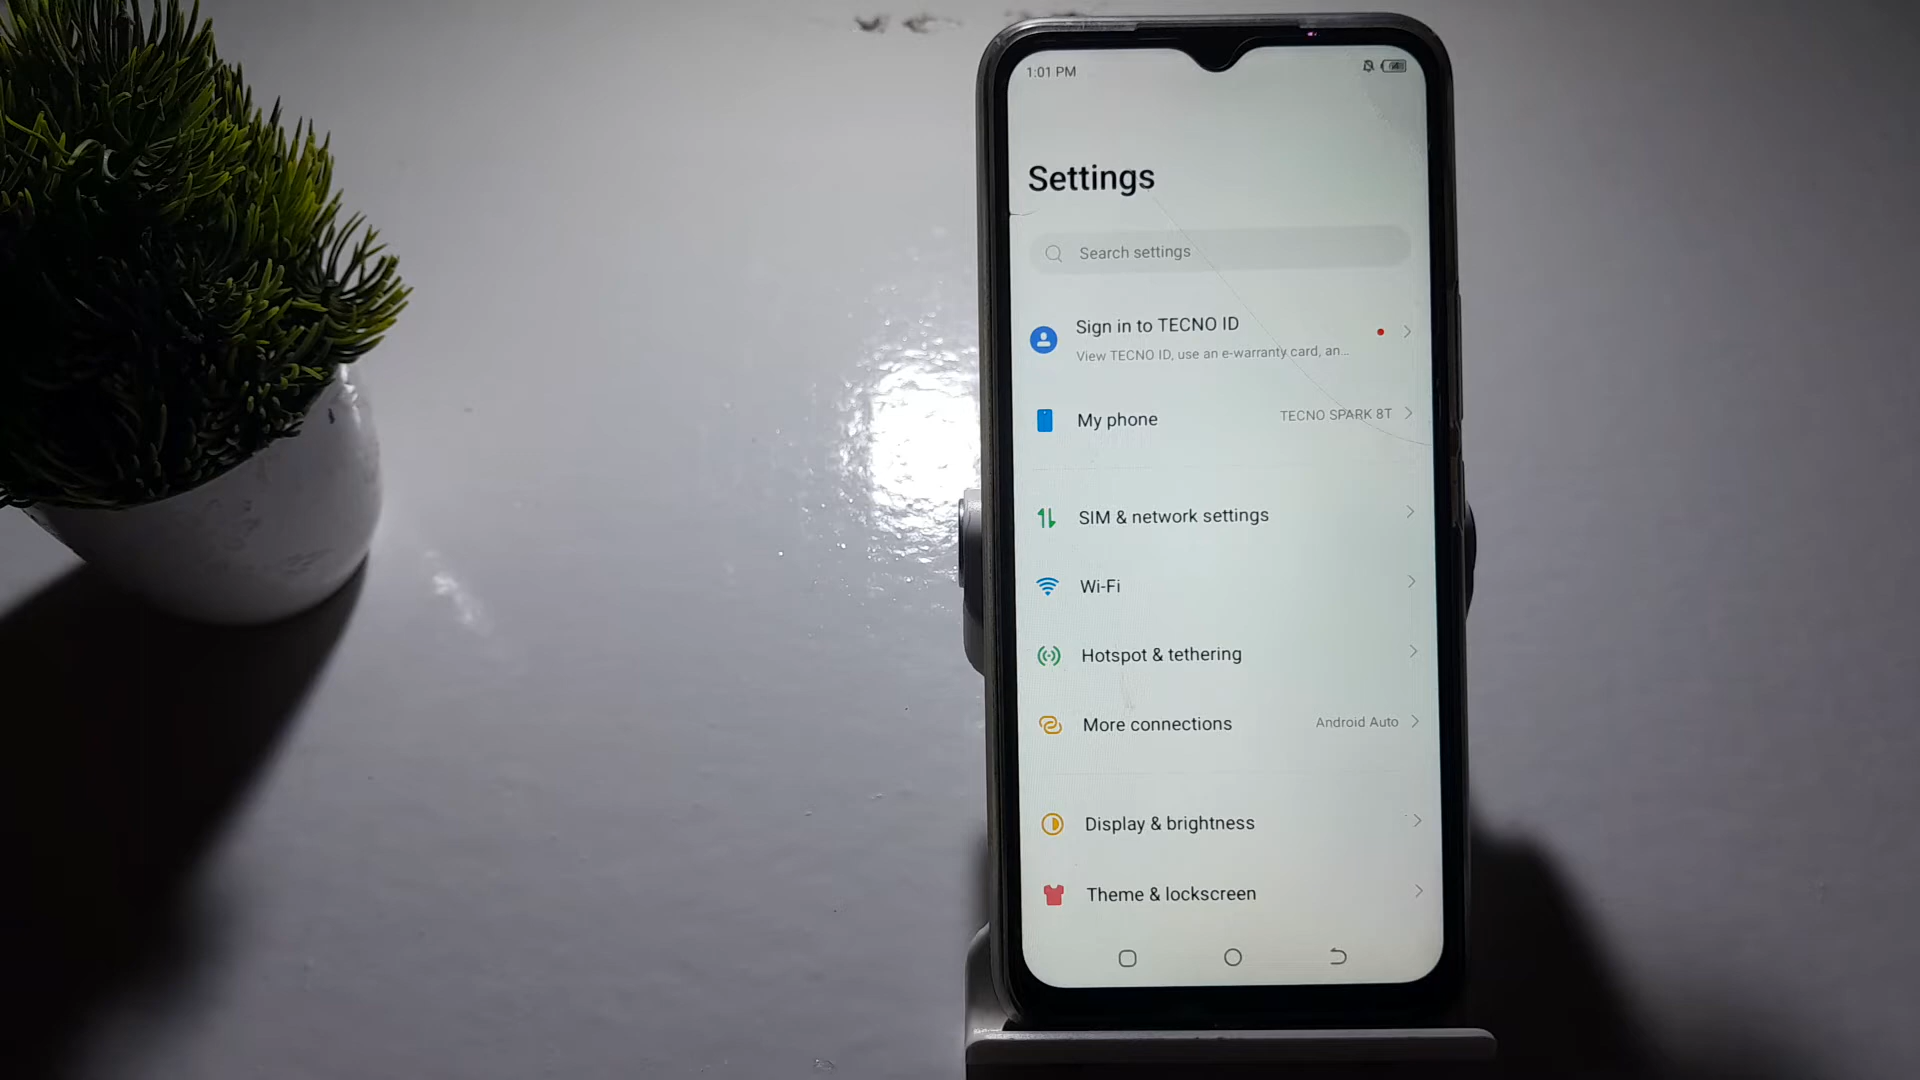 1:01 PM
Settings
Search settings
Sign in to TECNO ID
View TECNO ID, use an e-warranty card, an...
My phone
TECNO SPARK 8T
SIM & network settings
Wi-Fi
Hotspot & tethering
More connections
Android Auto
Display & brightness
Theme & lockscreen